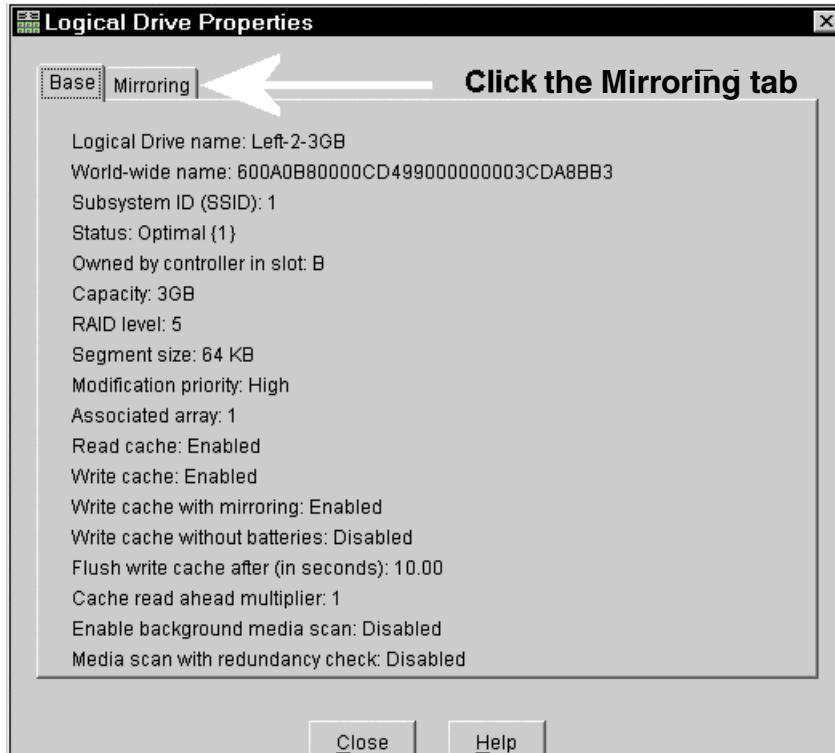 Logical Drive Properties
Base
Mirroring
Click the Mirroring tab
Logical Drive name: Left-2-3GB
World-wide name: 600A0B80000CD499000000003CDA8BB3
Subsystem ID (SSID): 1
Status: Optimal {1}
Owned by controller in slot: B
Capacity: 3GB
RAID level: 5
Segment size: 64 KB
Modification priority: High
Associated array: 1
Read cache: Enabled
Write cache: Enabled
Write cache with mirroring: Enabled
Write cache without batteries: Disabled
Flush write cache after (in seconds): 10.00
Cache read ahead multiplier: 1
Enable background media scan: Disabled
Media scan with redundancy check: Disabled
Close
Help